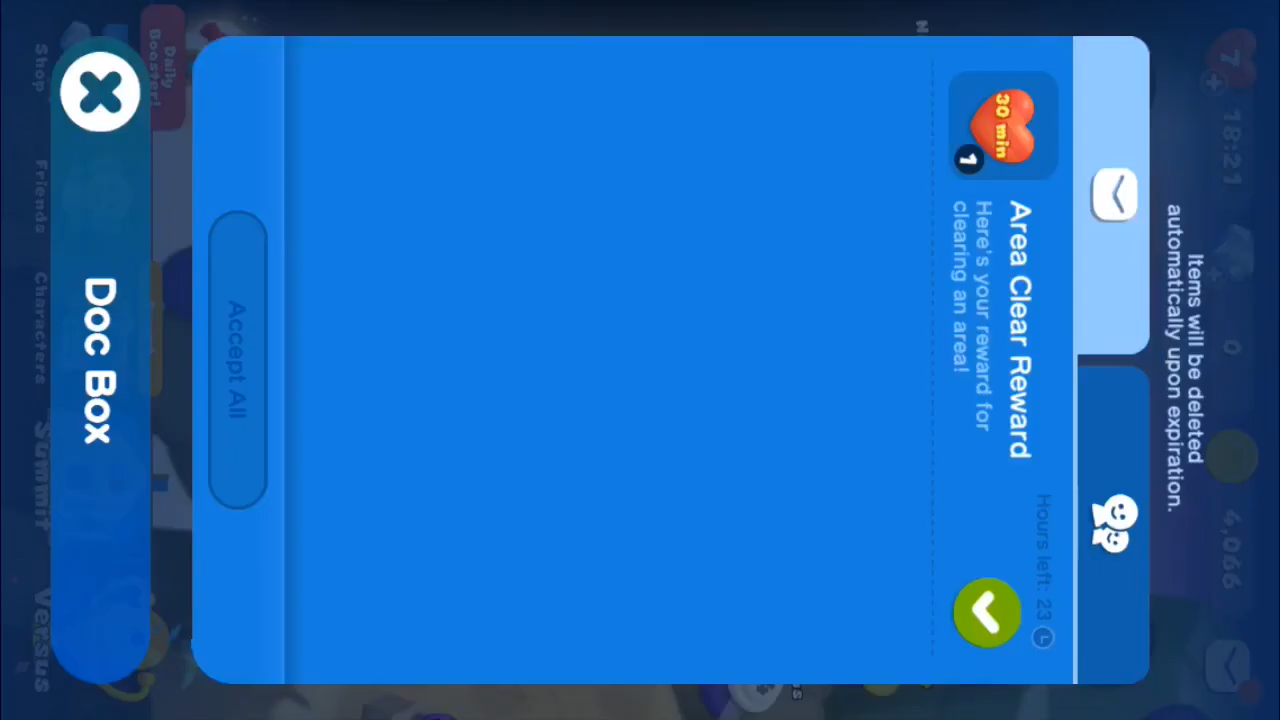 7
18:21
0
4,066
Items will be deleted
automatically upon expiration.
Hours left: 23
30 min
1
Area Clear Reward
Here's your reward for
clearing an area!
Accept All
Doc Box
Daily
Booster!
Shop
Friends
Characters
Summit
Versus